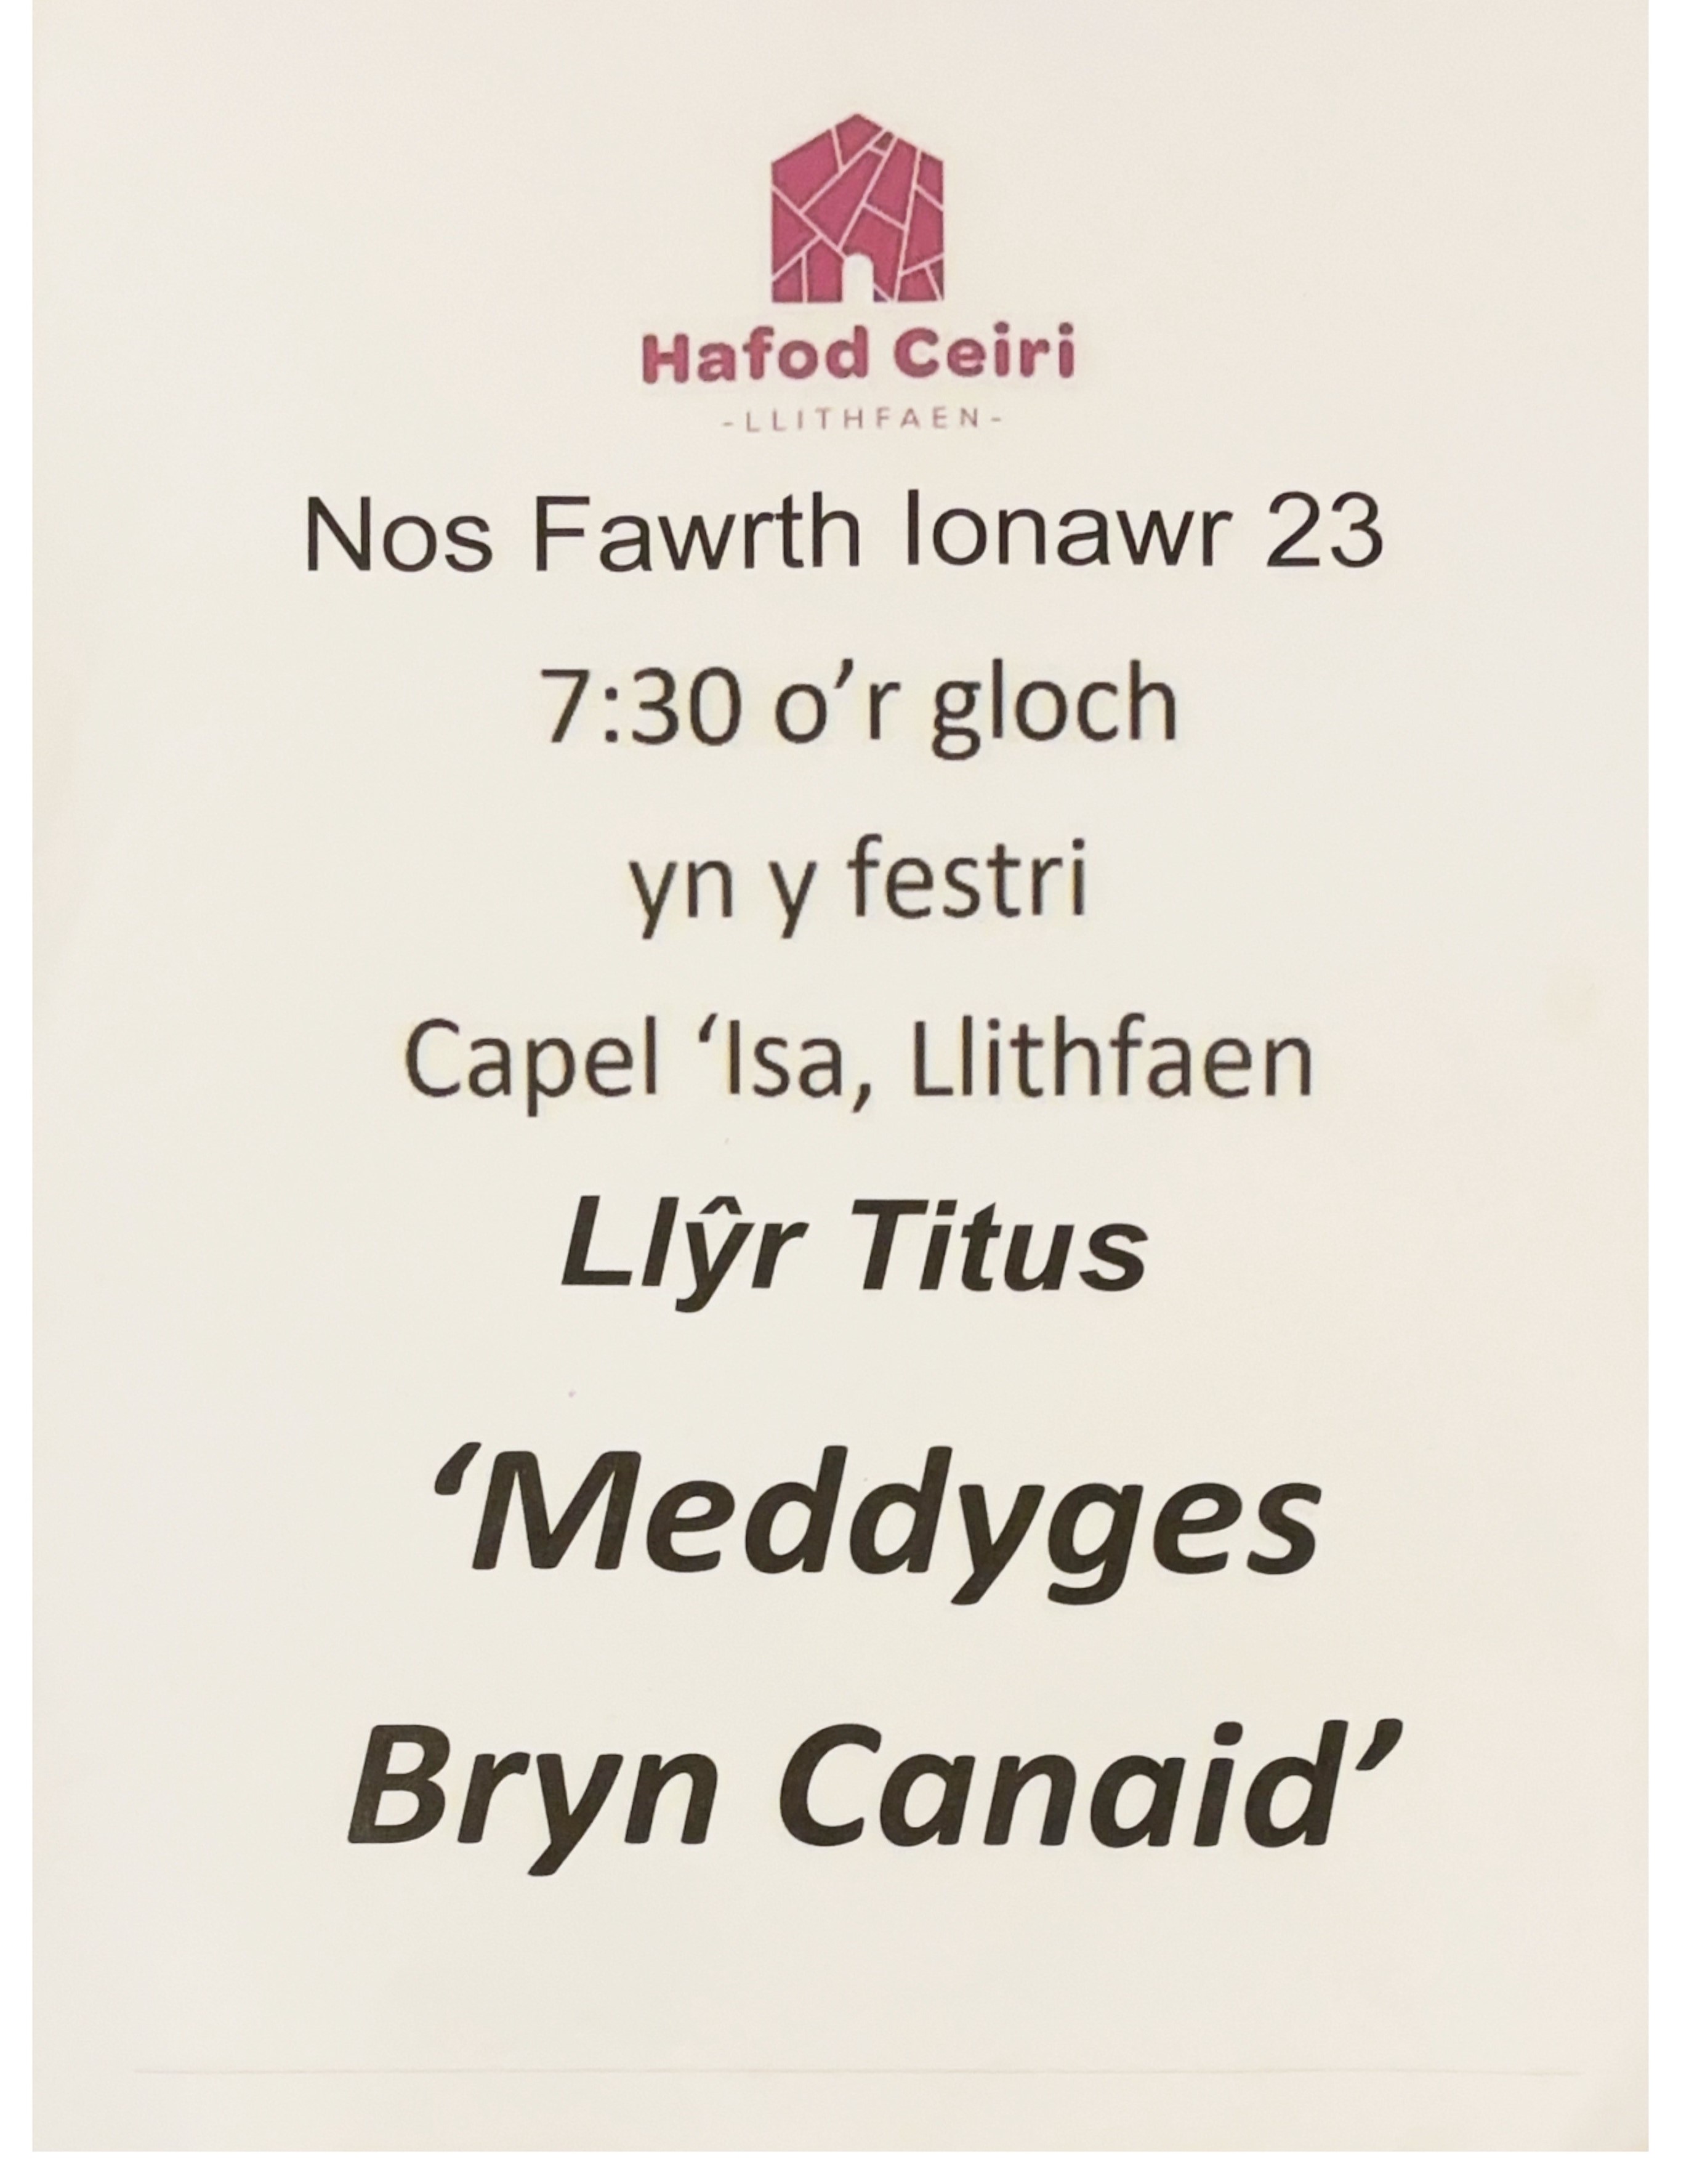 Hafod Ceiri
-LLITHFAEN-
Nos Fawrth Ionawr 23
7:30 o’r gloch
yn y festri
Capel ‘Isa, Llithfaen
Llŷr Titus
‘Meddyges
Bryn Canaid’